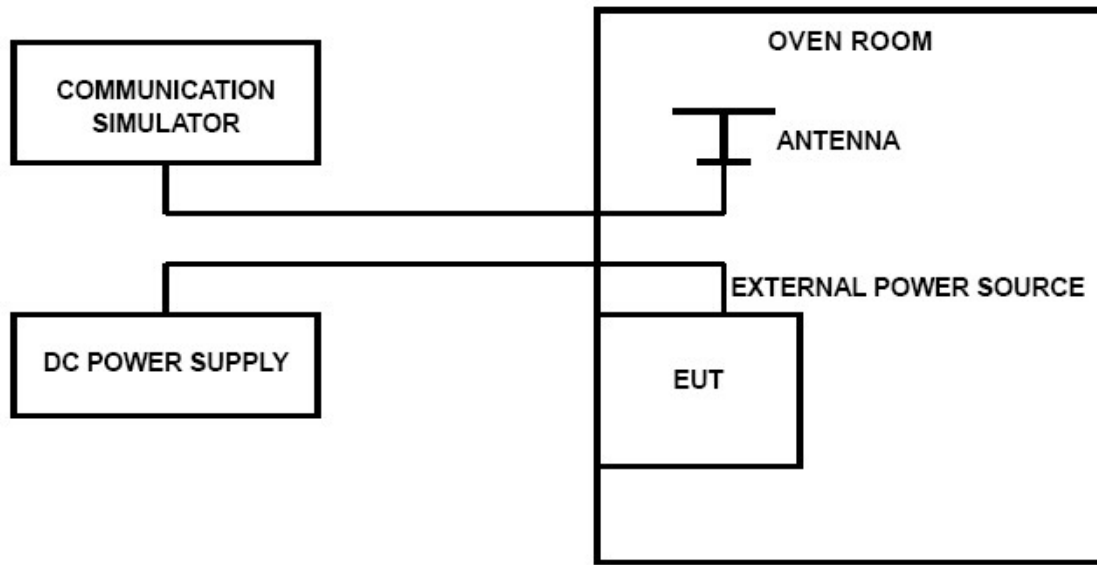 COMMUNICATION
SIMULATOR
OVEN ROOM
ANTENNA
EXTERNAL POWER SOURCE
DC POWER SUPPLY
EUT